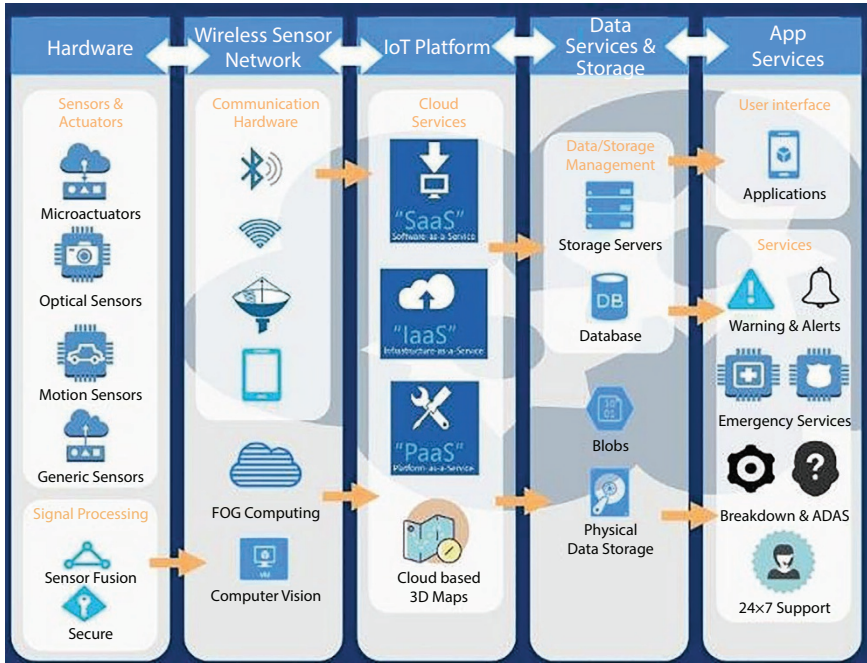 Hardware
Wireless Sensor
Network
IoT Platform
Data
Services &
Storage
App
Services
Sensors &
Actuators
Microactuators
Optical Sensors
Motion Sensors
Generic Sensors
Signal Processing
Sensor Fusion
Secure
Communication
Hardware
FOG Computing
VM
Computer Vision
Cloud
Services
"SaaS"
Software-as-a-Service
"IaaS"
Infrastructure-as-a-Service
"PaaS"
Platform-as-a-Service
Cloud based
3D Maps
Data/Storage
Management
Storage Servers
DB
Database
10
01
Blobs
Physical
Data Storage
User interface
Applications
Services
Warning & Alerts
Emergency Services
?
Breakdown & ADAS
24×7 Support